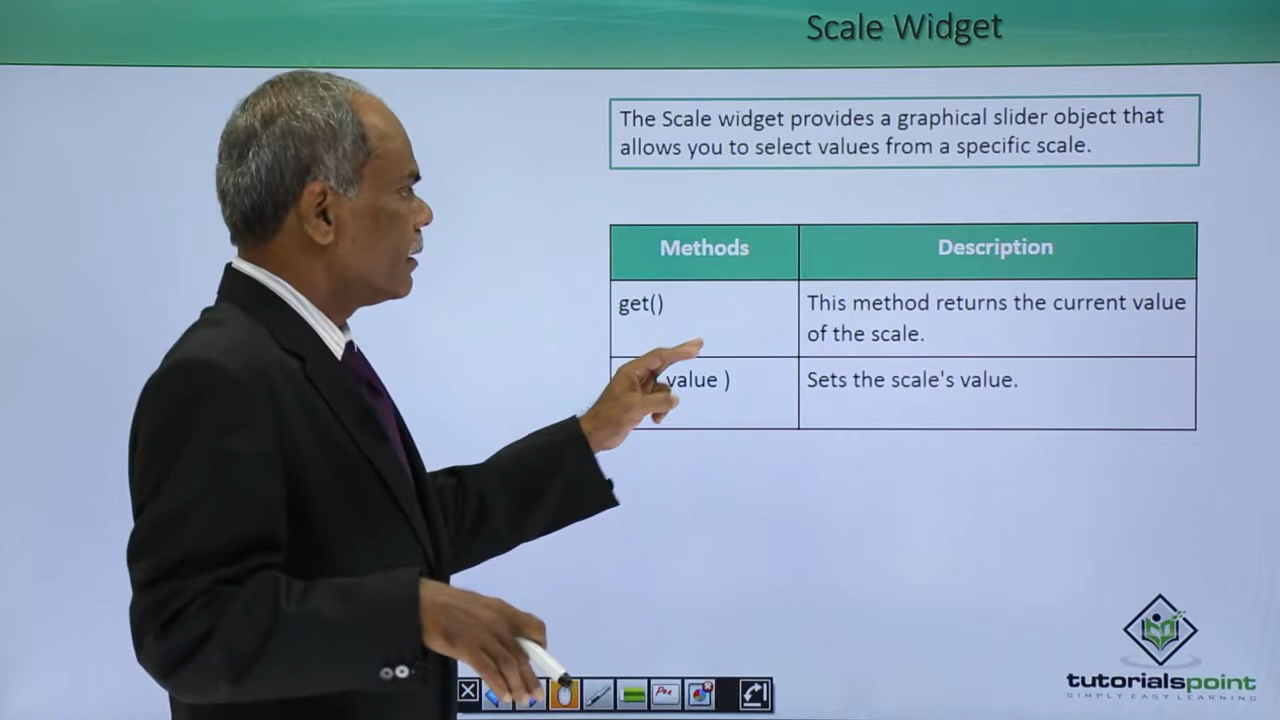 Scale Widget
The Scale widget provides a graphical slider object that
allows you to select values from a specific scale.
Methods Description
get() This method returns the current value
of the scale.
value ) Sets the scale's value.
tutorialspoint
SIMPLY EASY LEARNING